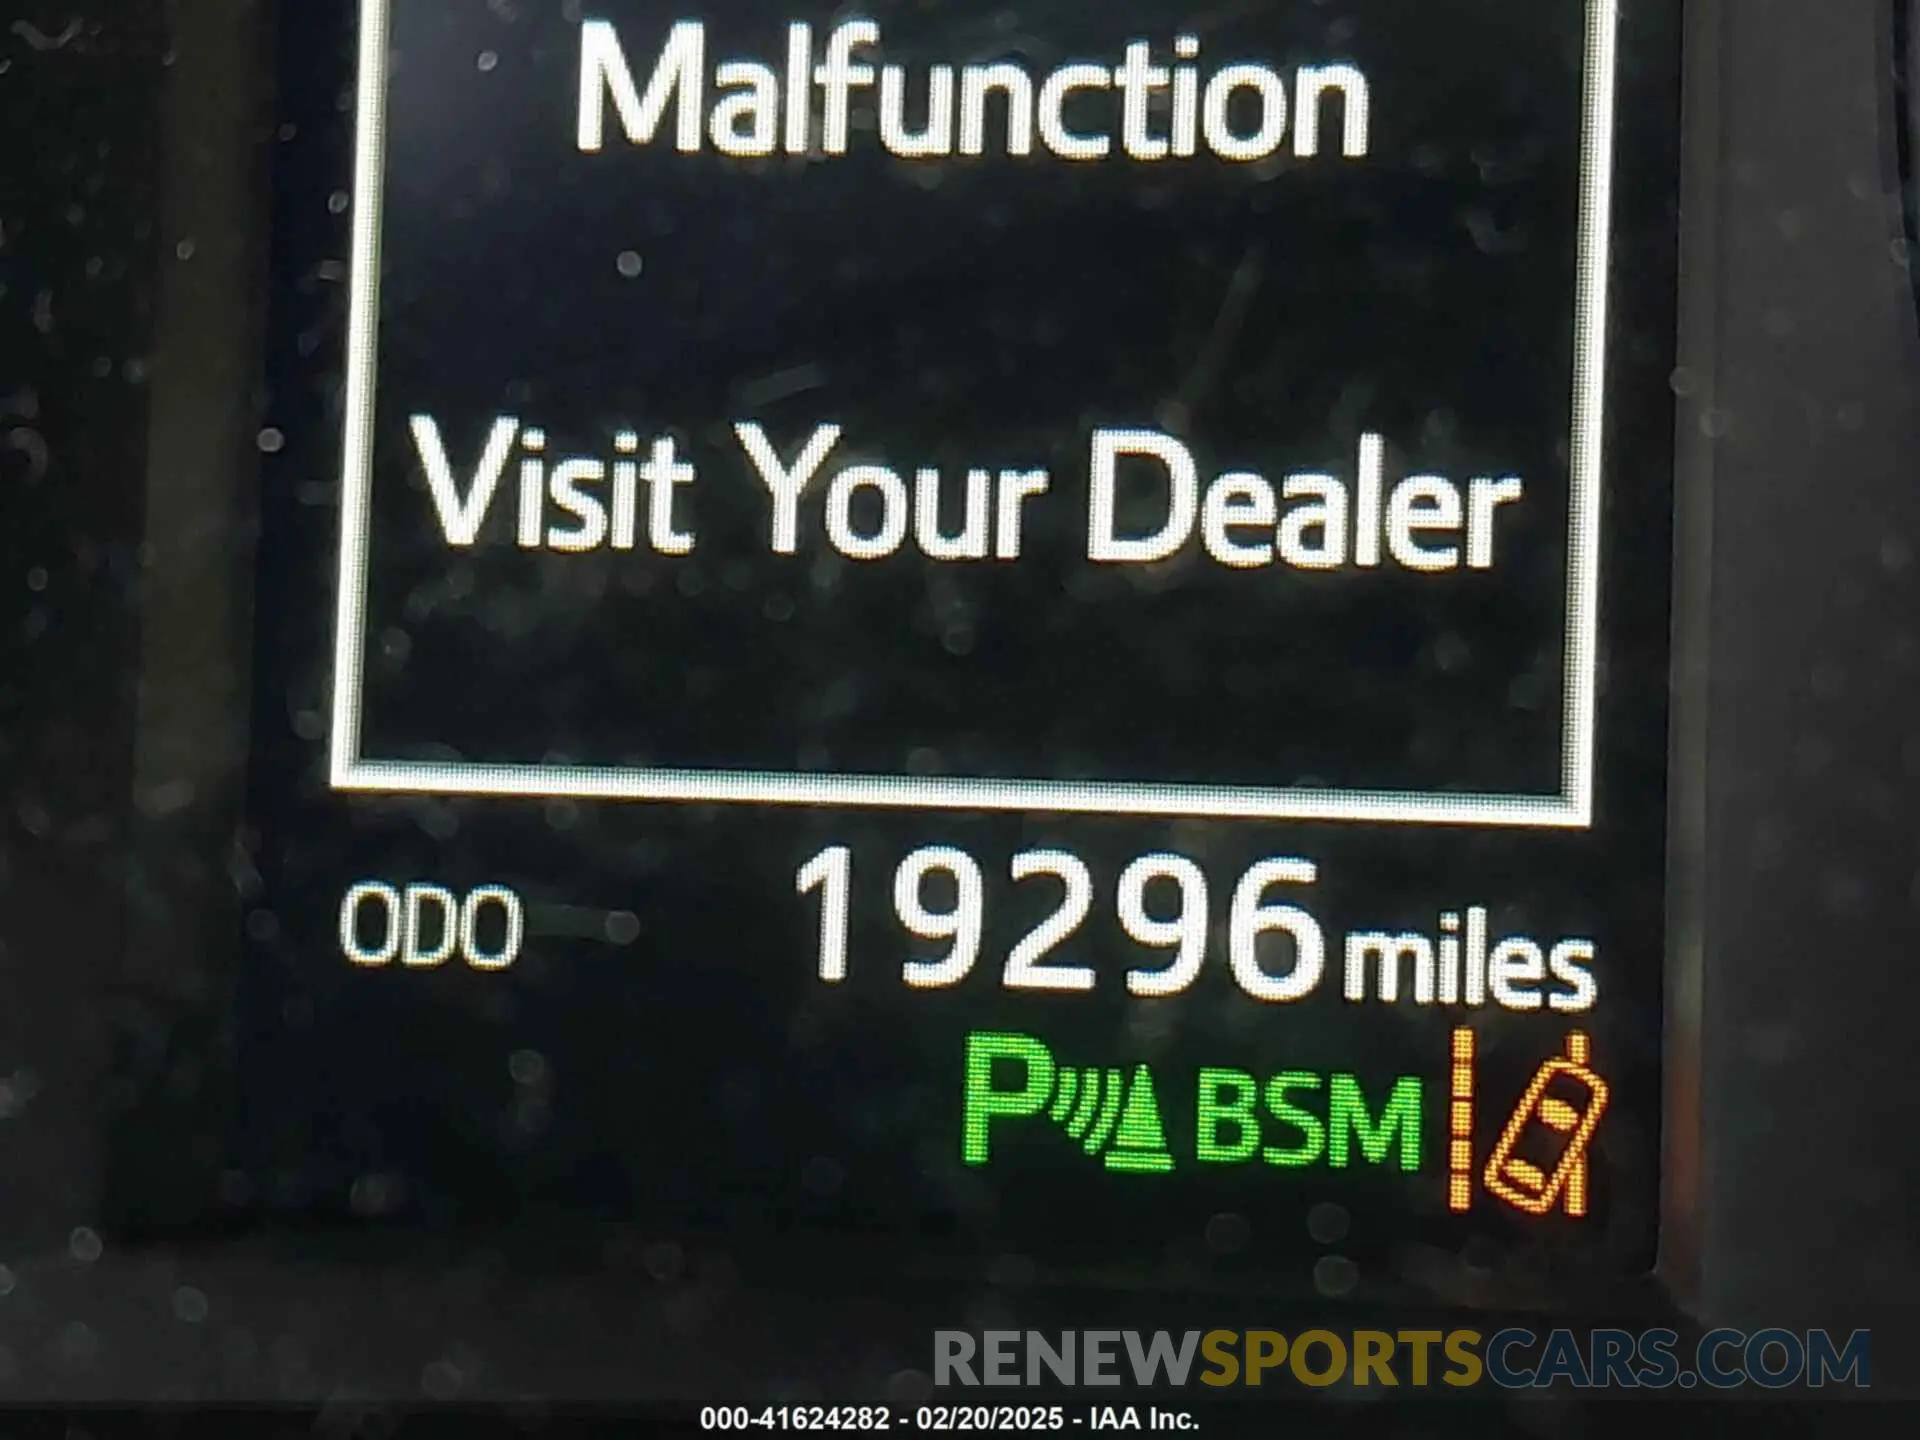 Malfunction
Visit Your Dealer
ODO 19296 miles
P BSM
RENEWSPORTSCARS.COM
000-41624282 - 02/20/2025 - IAA Inc.